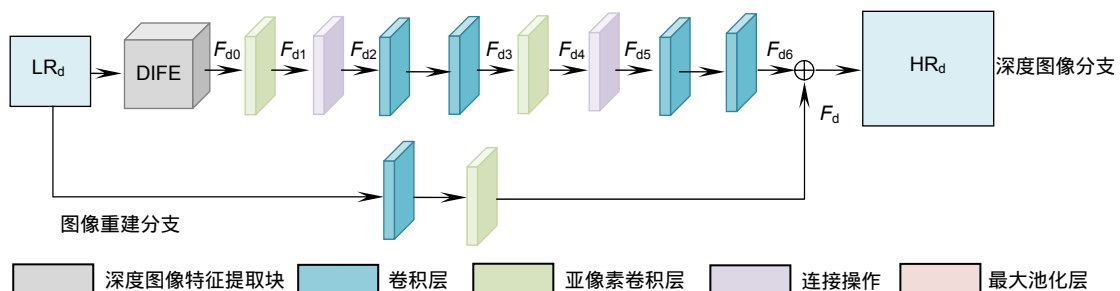 LRd
DIFE
Fd0
Fd1
Fd2
Fd3
Fd4
Fd5
Fd6
HRd
深度图像分支
Fd
图像重建分支
深度图像特征提取块
卷积层
亚像素卷积层
连接操作
最大池化层